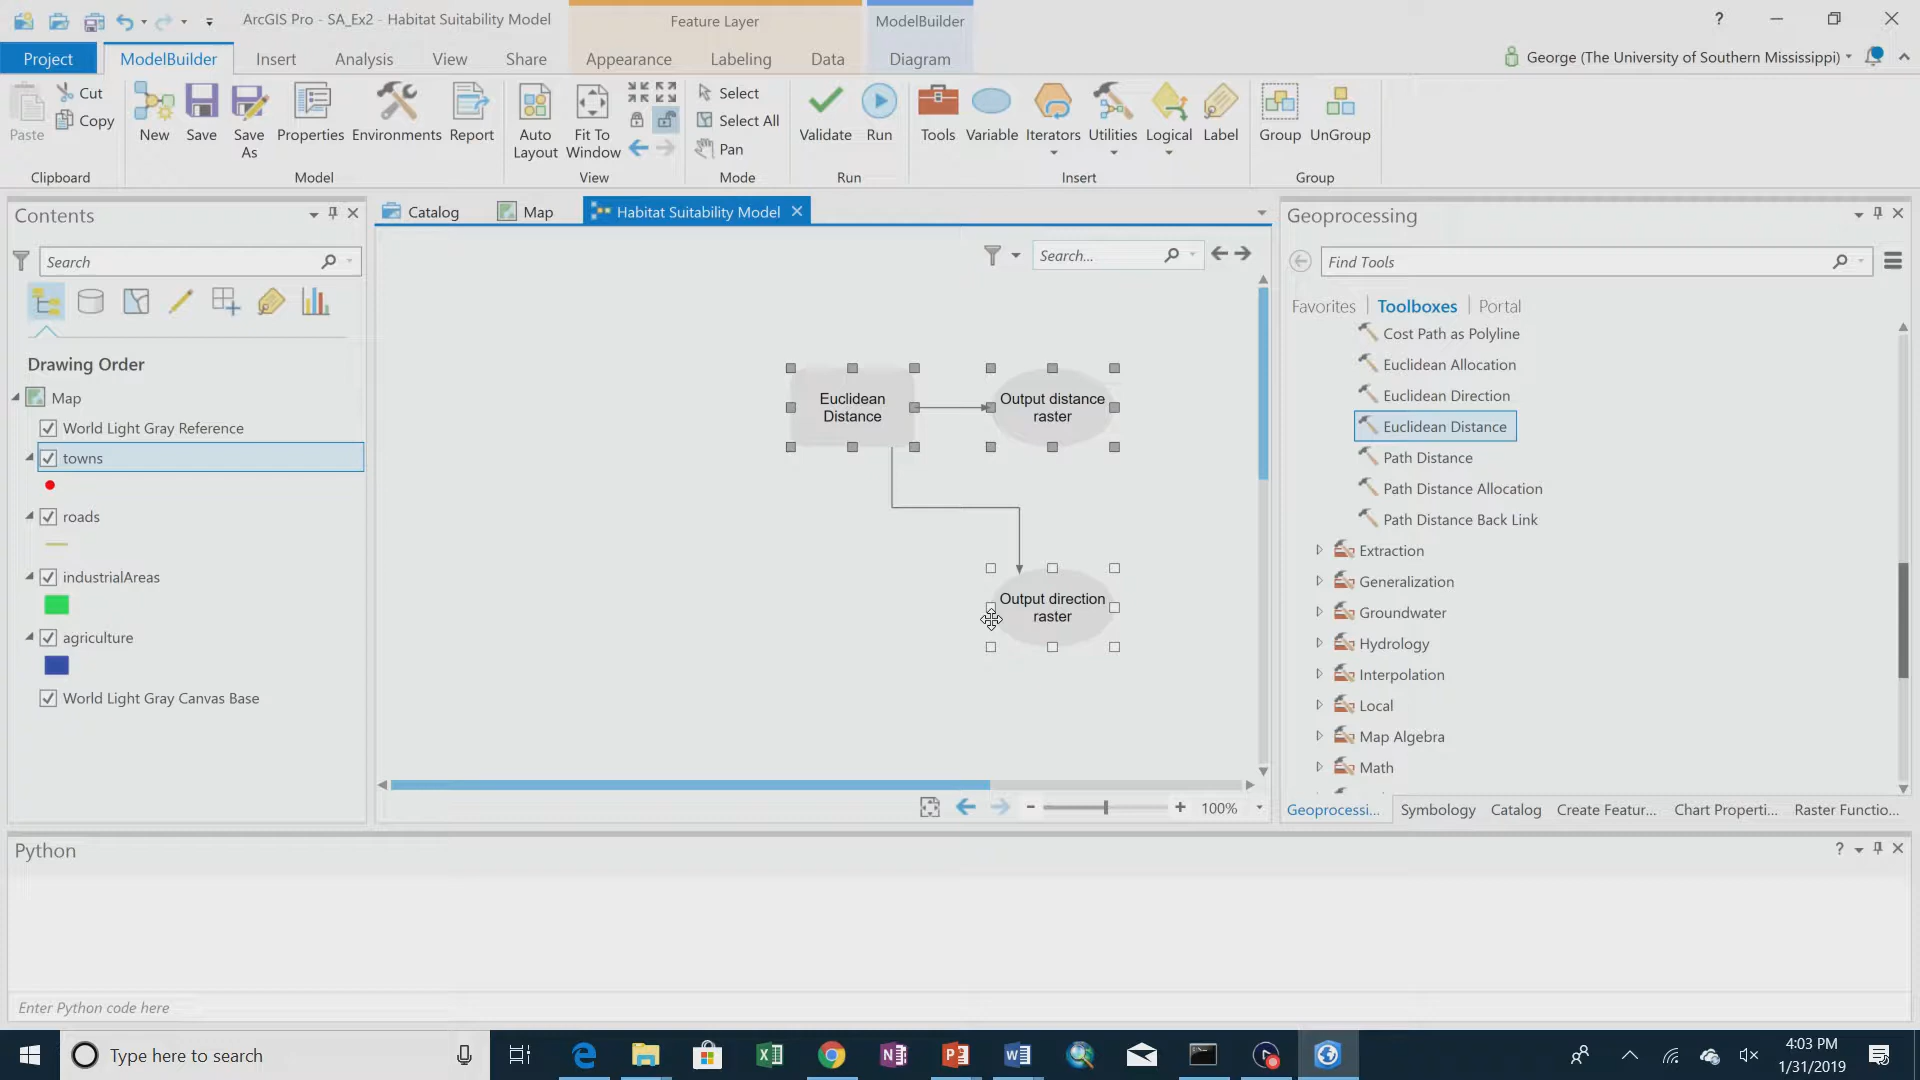 ArcGIS Pro - SA_Ex2 - Habitat Suitability Model
Feature Layer
ModelBuilder
?
Project
ModelBuilder
Insert
Analysis
View
Share
Appearance
Labeling
Data
Diagram
George (The University of Southern Mississippi)
Paste
Cut
Copy
New
Save
Save As
Properties
Environments
Report
Auto Layout
Fit To Window
Select
Select All
Pan
Validate
Run
Tools
Variable
Iterators
Utilities
Logical
Label
Group
UnGroup
Clipboard
Model
View
Mode
Run
Insert
Group
Contents
Search
Drawing Order
Map
World Light Gray Reference
towns
roads
industrialAreas
agriculture
World Light Gray Canvas Base
Catalog
Map
Habitat Suitability Model
Search...
Euclidean
Distance
Output distance
raster
Output direction
raster
100%
Geoprocessing
Find Tools
Favorites
Toolboxes
Portal
Cost Path as Polyline
Euclidean Allocation
Euclidean Direction
Euclidean Distance
Path Distance
Path Distance Allocation
Path Distance Back Link
Extraction
Generalization
Groundwater
Hydrology
Interpolation
Local
Map Algebra
Math
Geoprocessi...
Symbology
Catalog
Create Featur...
Chart Properti...
Raster Functio...
Python
?
Enter Python code here
Type here to search
4:03 PM
1/31/2019